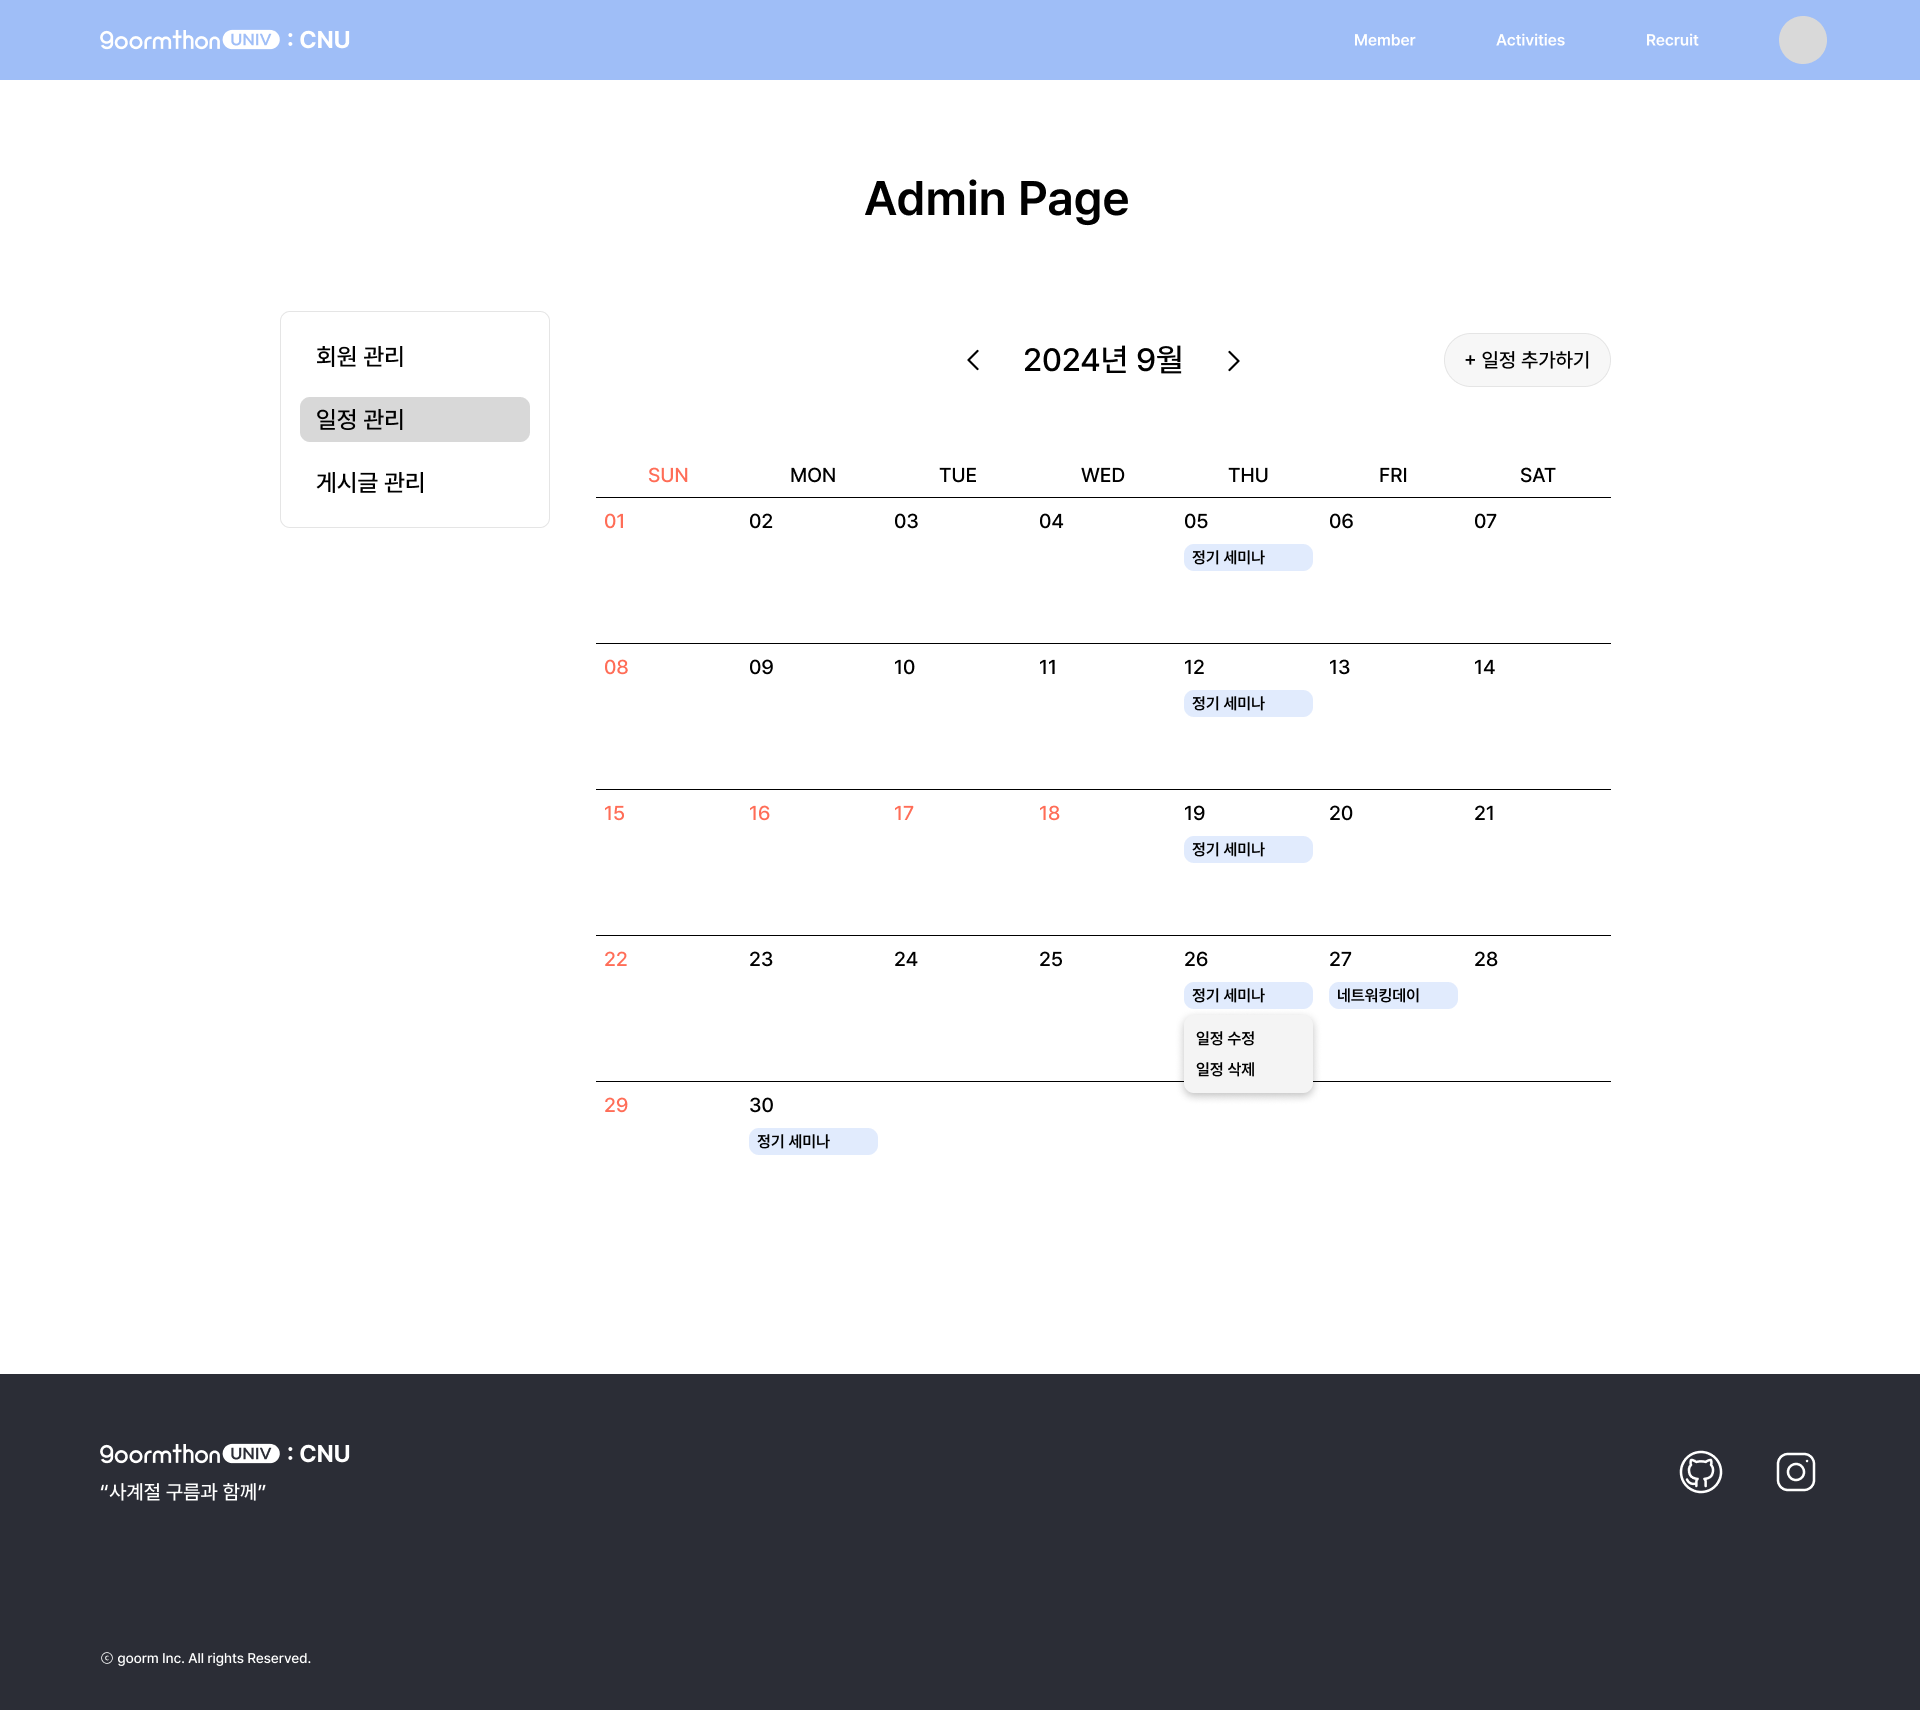 goormthon UNIV : CNU
Member
Activities
Recruit
Admin Page
회원 관리
일정 관리
게시글 관리
2024년 9월
+ 일정 추가하기
SUN MON TUE WED THU FRI SAT
01 02 03 04 05 06 07
정기 세미나
08 09 10 11 12 13 14
정기 세미나
15 16 17 18 19 20 21
정기 세미나
22 23 24 25 26 27 28
정기 세미나 네트워킹데이
일정 수정
일정 삭제
29 30
정기 세미나
goormthon UNIV : CNU
“사계절 구름과 함께”
ⓒ goorm Inc. All rights Reserved.